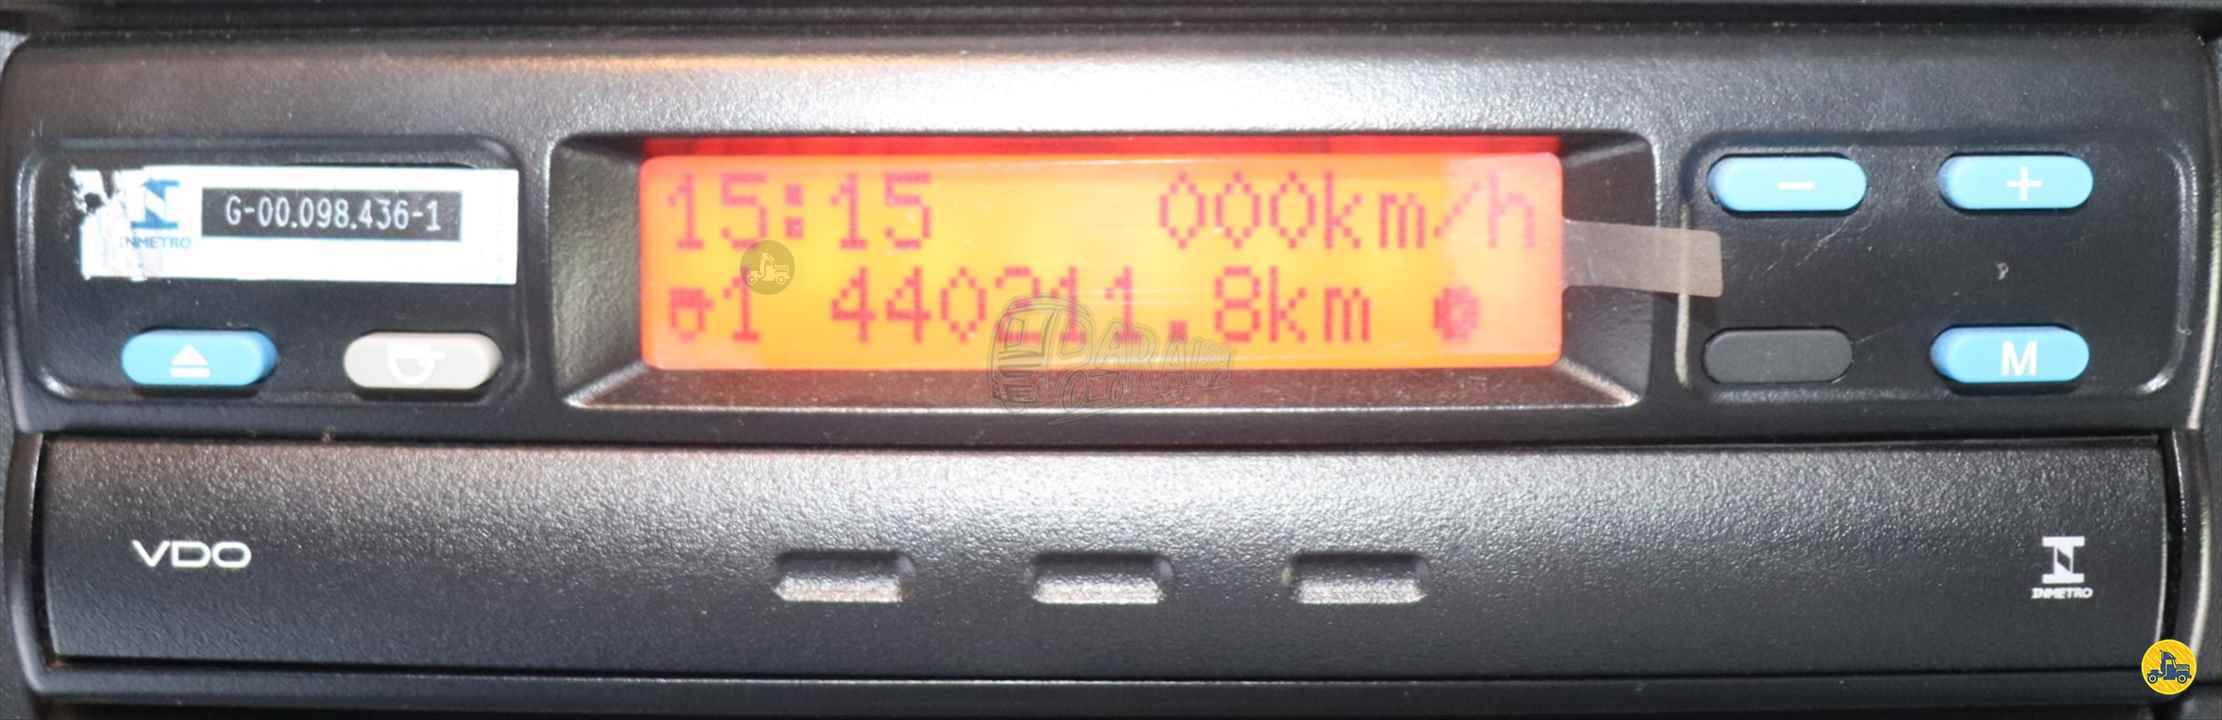 INMETRO
G-00.098.436-1
15:15 000km/h
1 440211.8km
M
VDO
INMETRO